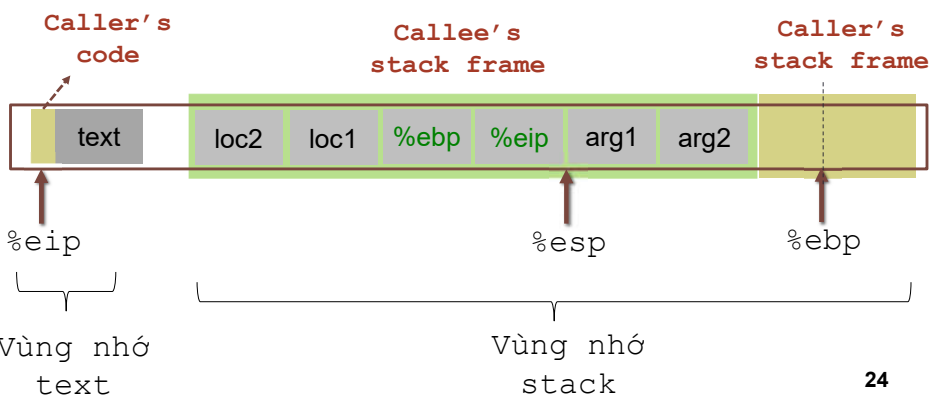 Caller's
code
Callee's
stack frame
Caller's
stack frame
text
loc2
loc1
%ebp
%eip
arg1
arg2
%eip
%esp
%ebp
Vùng nhớ
text
Vùng nhớ
stack
24